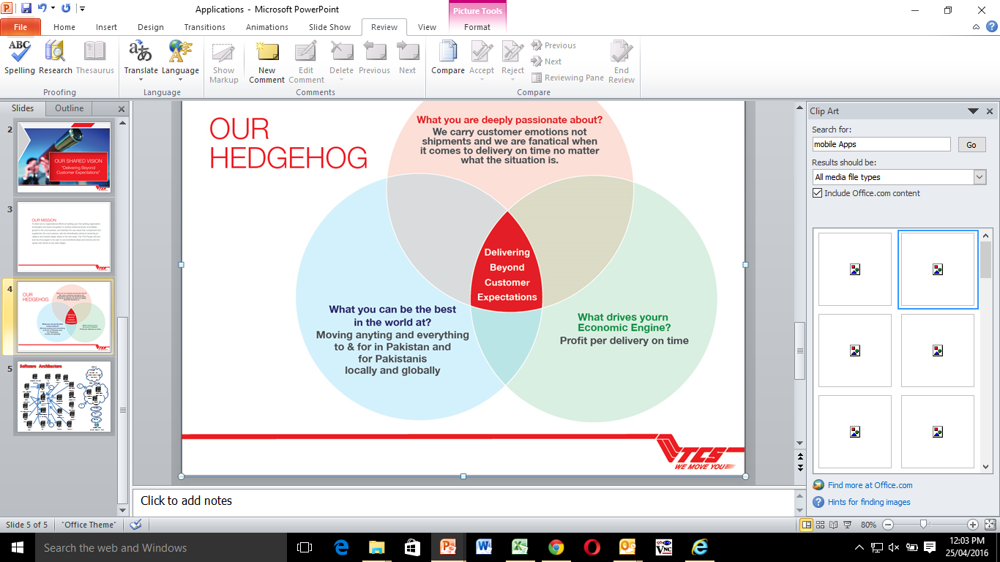 Applications - Microsoft PowerPoint
Picture Tools
File Home Insert Design Transitions Animations Slide Show Review View Format
ABC
Spelling Research Thesaurus
Proofing
Translate Language
Language
Show Markup
New Comment
Edit Comment
Delete Previous Next
Comments
Compare Accept Reject
Previous
Next
Reviewing Pane
End Review
Compare
Slides Outline
2
OUR SHARED VISION
"Delivering Beyond
Customer Expectations"
3
OUR MISSION
4
OUR
HEDGEHOG
5
Software Architecture
OUR
HEDGEHOG
What you are deeply passionate about?
We carry customer emotions not
shipments and we are fanatical when
it comes to delivery on time no matter
what the situation is.
Delivering
Beyond
Customer
Expectations
What you can be the best
in the world at?
Moving anyting and everything
to & for in Pakistan and
for Pakistanis
locally and globally
What drives yourn
Economic Engine?
Profit per delivery on time
TCS
WE MOVE YOU
Click to add notes
Clip Art
Search for:
mobile Apps
Go
Results should be:
All media file types
Include Office.com content
Find more at Office.com
Hints for finding images
Slide 5 of 5 "Office Theme"
80%
Search the web and Windows
12:03 PM
25/04/2016